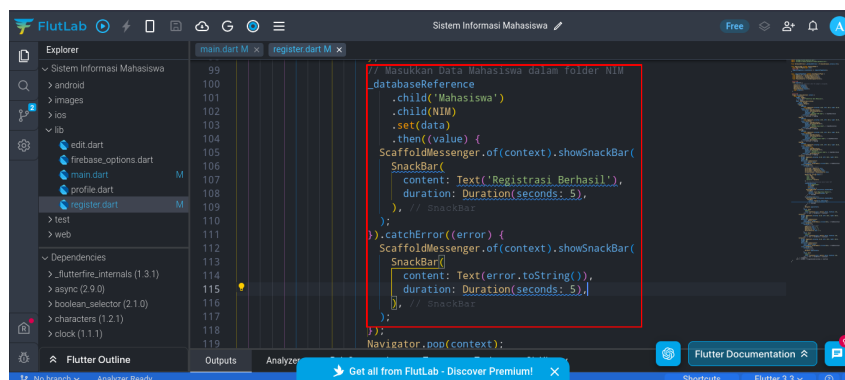 FlutLab
Sistem Informasi Mahasiswa
Free
A
Explorer
main.dart M ×
register.dart M ×
Sistem Informasi Mahasiswa
android
images
ios
lib
edit.dart
firebase_options.dart
main.dart M
profile.dart
register.dart M
test
web
Dependencies
_flutterfire_internals (1.3.1)
async (2.9.0)
boolean_selector (2.1.0)
characters (1.2.1)
clock (1.1.1)
Flutter Outline
99 // Masukkan Data Mahasiswa dalam folder NIM
100 _databaseReference
101 .child('Mahasiswa')
102 .child(NIM)
103 .set(data)
104 .then((value) {
105 ScaffoldMessenger.of(context).showSnackBar(
106 SnackBar(
107 content: Text('Registrasi Berhasil'),
108 duration: Duration(seconds: 5),
109 ), // SnackBar
110 );
111 }).catchError((error) {
112 ScaffoldMessenger.of(context).showSnackBar(
113 SnackBar(
114 content: Text(error.toString()),
115 duration: Duration(seconds: 5),
116 ), // SnackBar
117 );
118 });
119 Navigator.pop(context);
Outputs
Analyzer
Flutter Documentation
Get all from FlutLab - Discover Premium! ×
No branch
Analyzer Ready
Shortcuts
Flutter 3.3